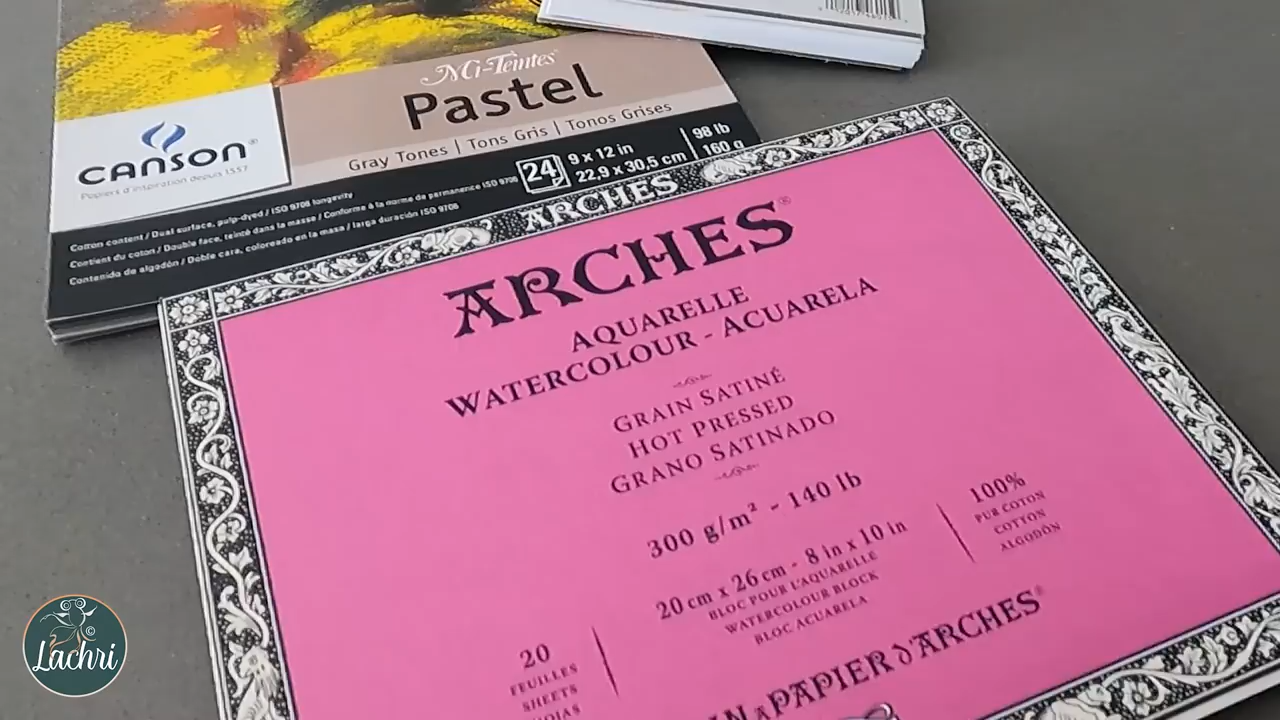 Mi-Teintes®
Pastel
Gray Tones | Tons Gris | Tonos Grises
CANSON®
Papiers d'inspiration depuis 1557
24
9 x 12 in
22,9 x 30,5 cm
98 lb
160 g
Cotton content / Dual surface, pulp-dyed / ISO 9706 longevity
Contient du coton / Double face, teinté dans la masse / Conforme à la norme de permanence ISO 9706
Contenido de algodón / Doble cara, coloreado en la masa / larga duración ISO 9706
ARCHES
ARCHES®
AQUARELLE
WATERCOLOUR - ACUARELA
GRAIN SATINÉ
HOT PRESSED
GRANO SATINADO
300 g/m² - 140 lb
20 cm x 26 cm - 8 in x 10 in
BLOC POUR L'AQUARELLE
WATERCOLOUR BLOCK
BLOC ACUARELA
100%
PUR COTON
COTTON
ALGODÓN
20
FEUILLES
SHEETS
PAPIER D'ARCHES®
Lachri